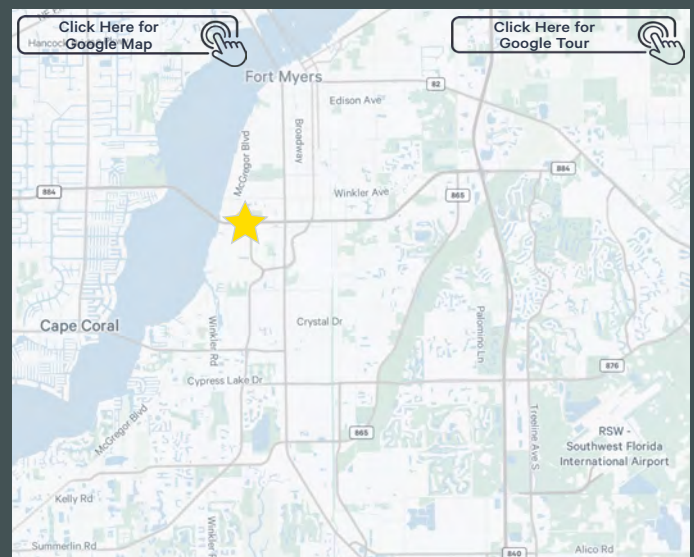 Click Here for
Google Map
Click Here for
Google Tour
Fort Myers
82
Edison Ave
Broadway
McGregor Blvd
884
884
Winkler Ave
865
Cape Coral
Winkler Rd
Crystal Dr
Palomino Ln
876
Cypress Lake Dr
McGregor Blvd
865
Treeline Ave S
RSW -
Southwest Florida
International Airport
Kelly Rd
Summerlin Rd
840
Alico Rd